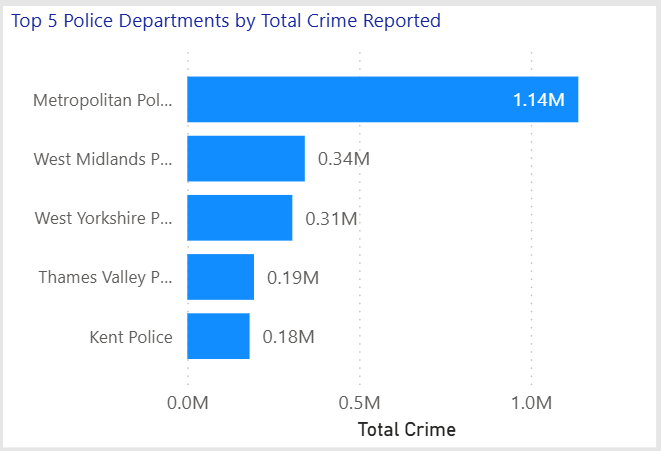 Top 5 Police Departments by Total Crime Reported
Metropolitan Pol... 1.14M
West Midlands P... 0.34M
West Yorkshire P... 0.31M
Thames Valley P... 0.19M
Kent Police 0.18M
0.0M 0.5M 1.0M
Total Crime